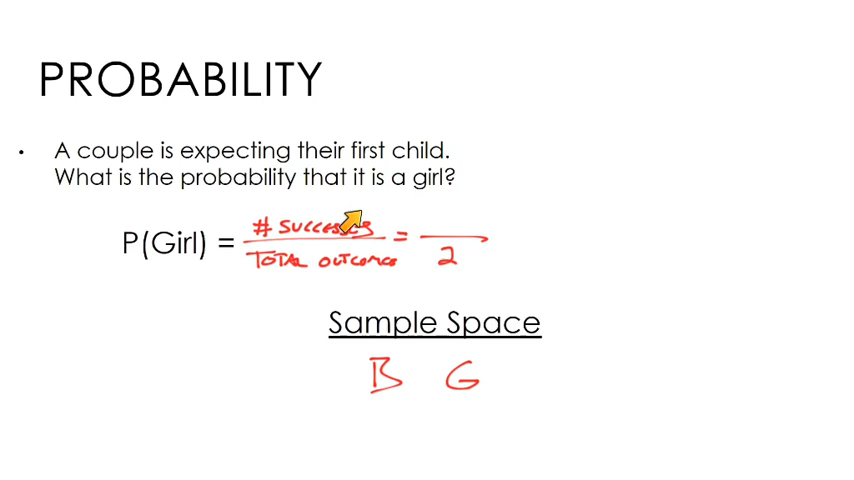 PROBABILITY
• A couple is expecting their first child.
What is the probability that it is a girl?
# SUCCESSES
P(Girl) = =
TOTAL OUTCOMES 2
Sample Space
B G